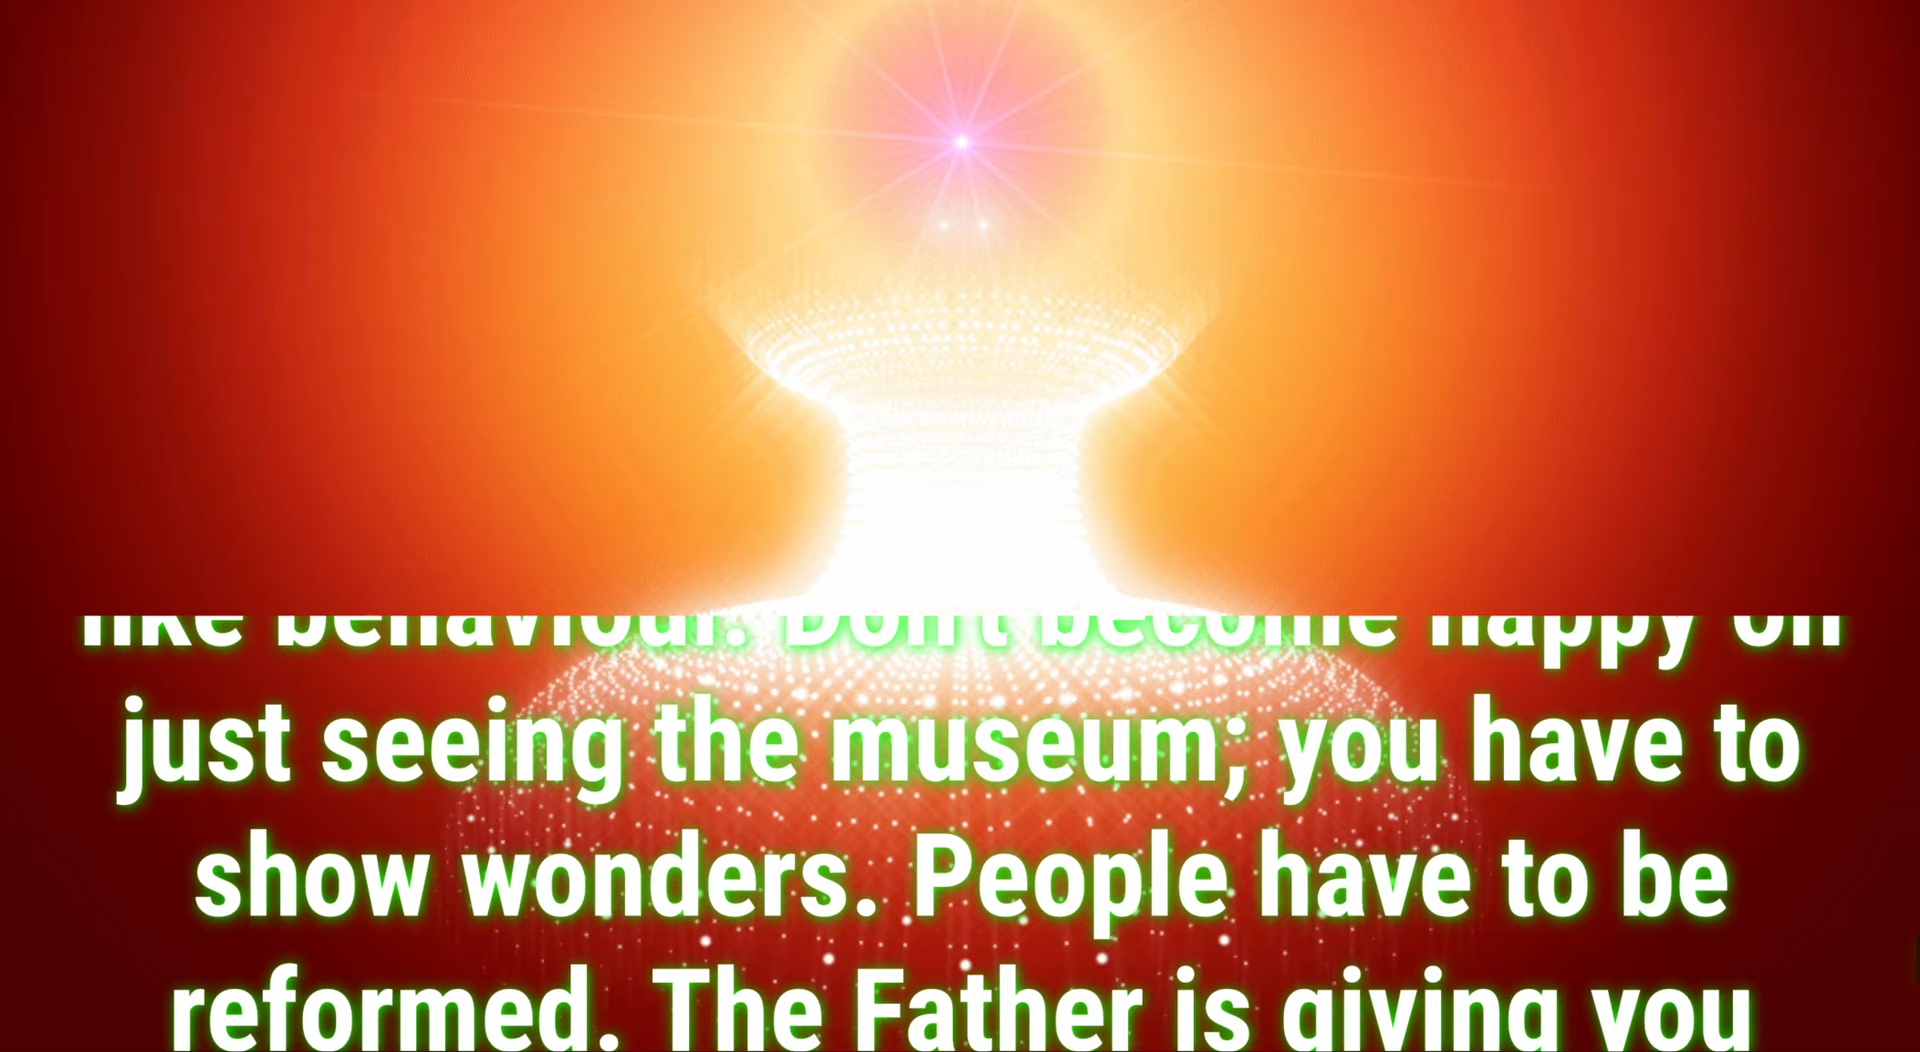 like behaviour. Don't become happy on
just seeing the museum; you have to
show wonders. People have to be
reformed. The Father is giving you